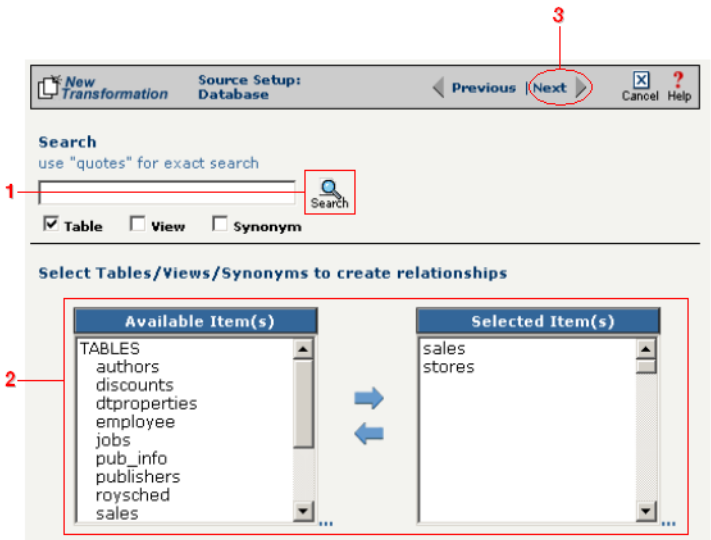 3
New
Transformation
Source Setup:
Database
Previous | Next
Cancel Help
Search
use "quotes" for exact search
1
Search
Table View Synonym
Select Tables/Views/Synonyms to create relationships
Available Item(s)
Selected Item(s)
2
TABLES
authors
discounts
dtproperties
employee
jobs
pub_info
publishers
roysched
sales
...
sales
stores
...